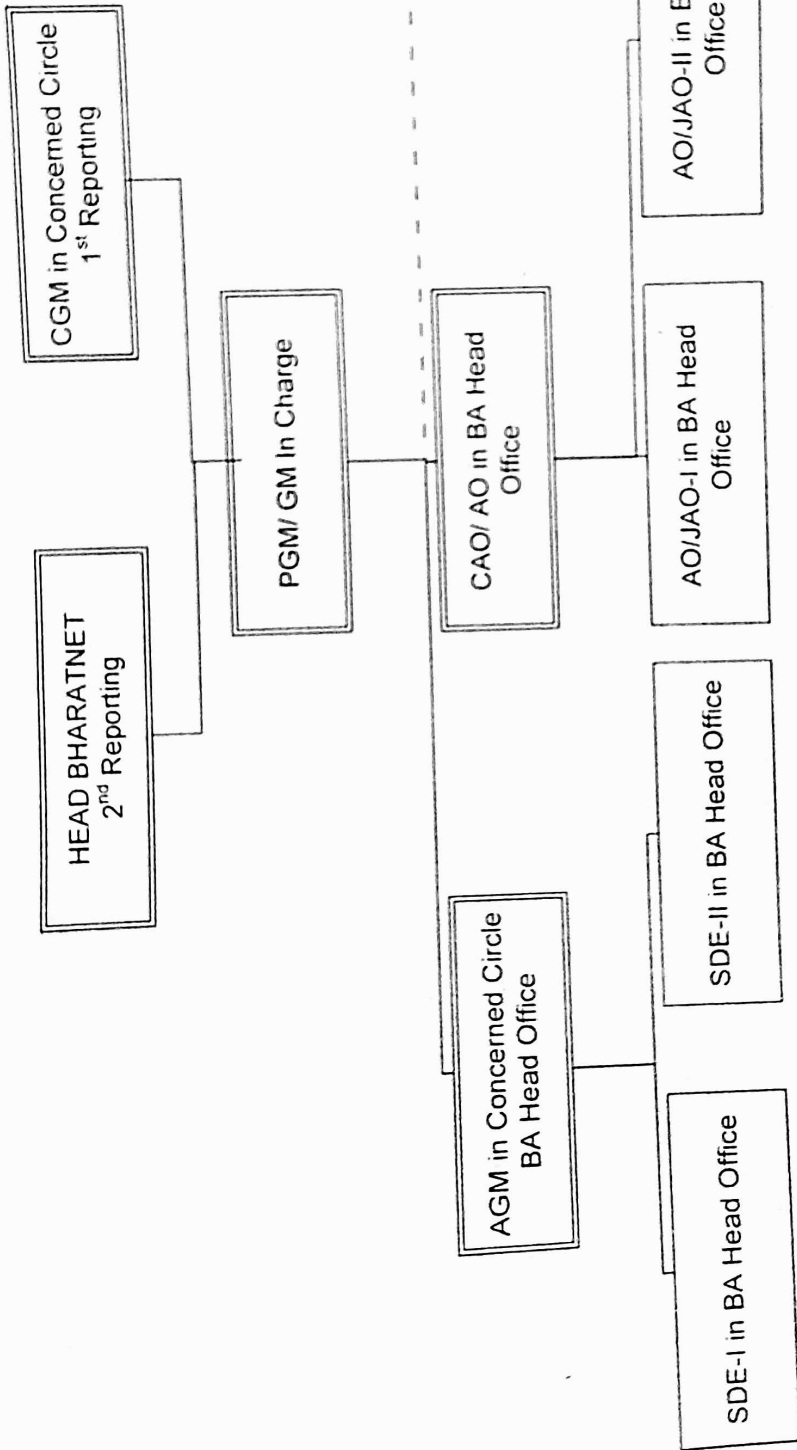 HEAD BHARATNET
2nd Reporting
CGM in Concerned Circle
1st Reporting
PGM/ GM In Charge
AGM in Concerned Circle
BA Head Office
CAO/ AO in BA Head
Office
SDE-I in BA Head Office
SDE-II in BA Head Office
AO/JAO-I in BA Head
Office
AO/JAO-II in
Office